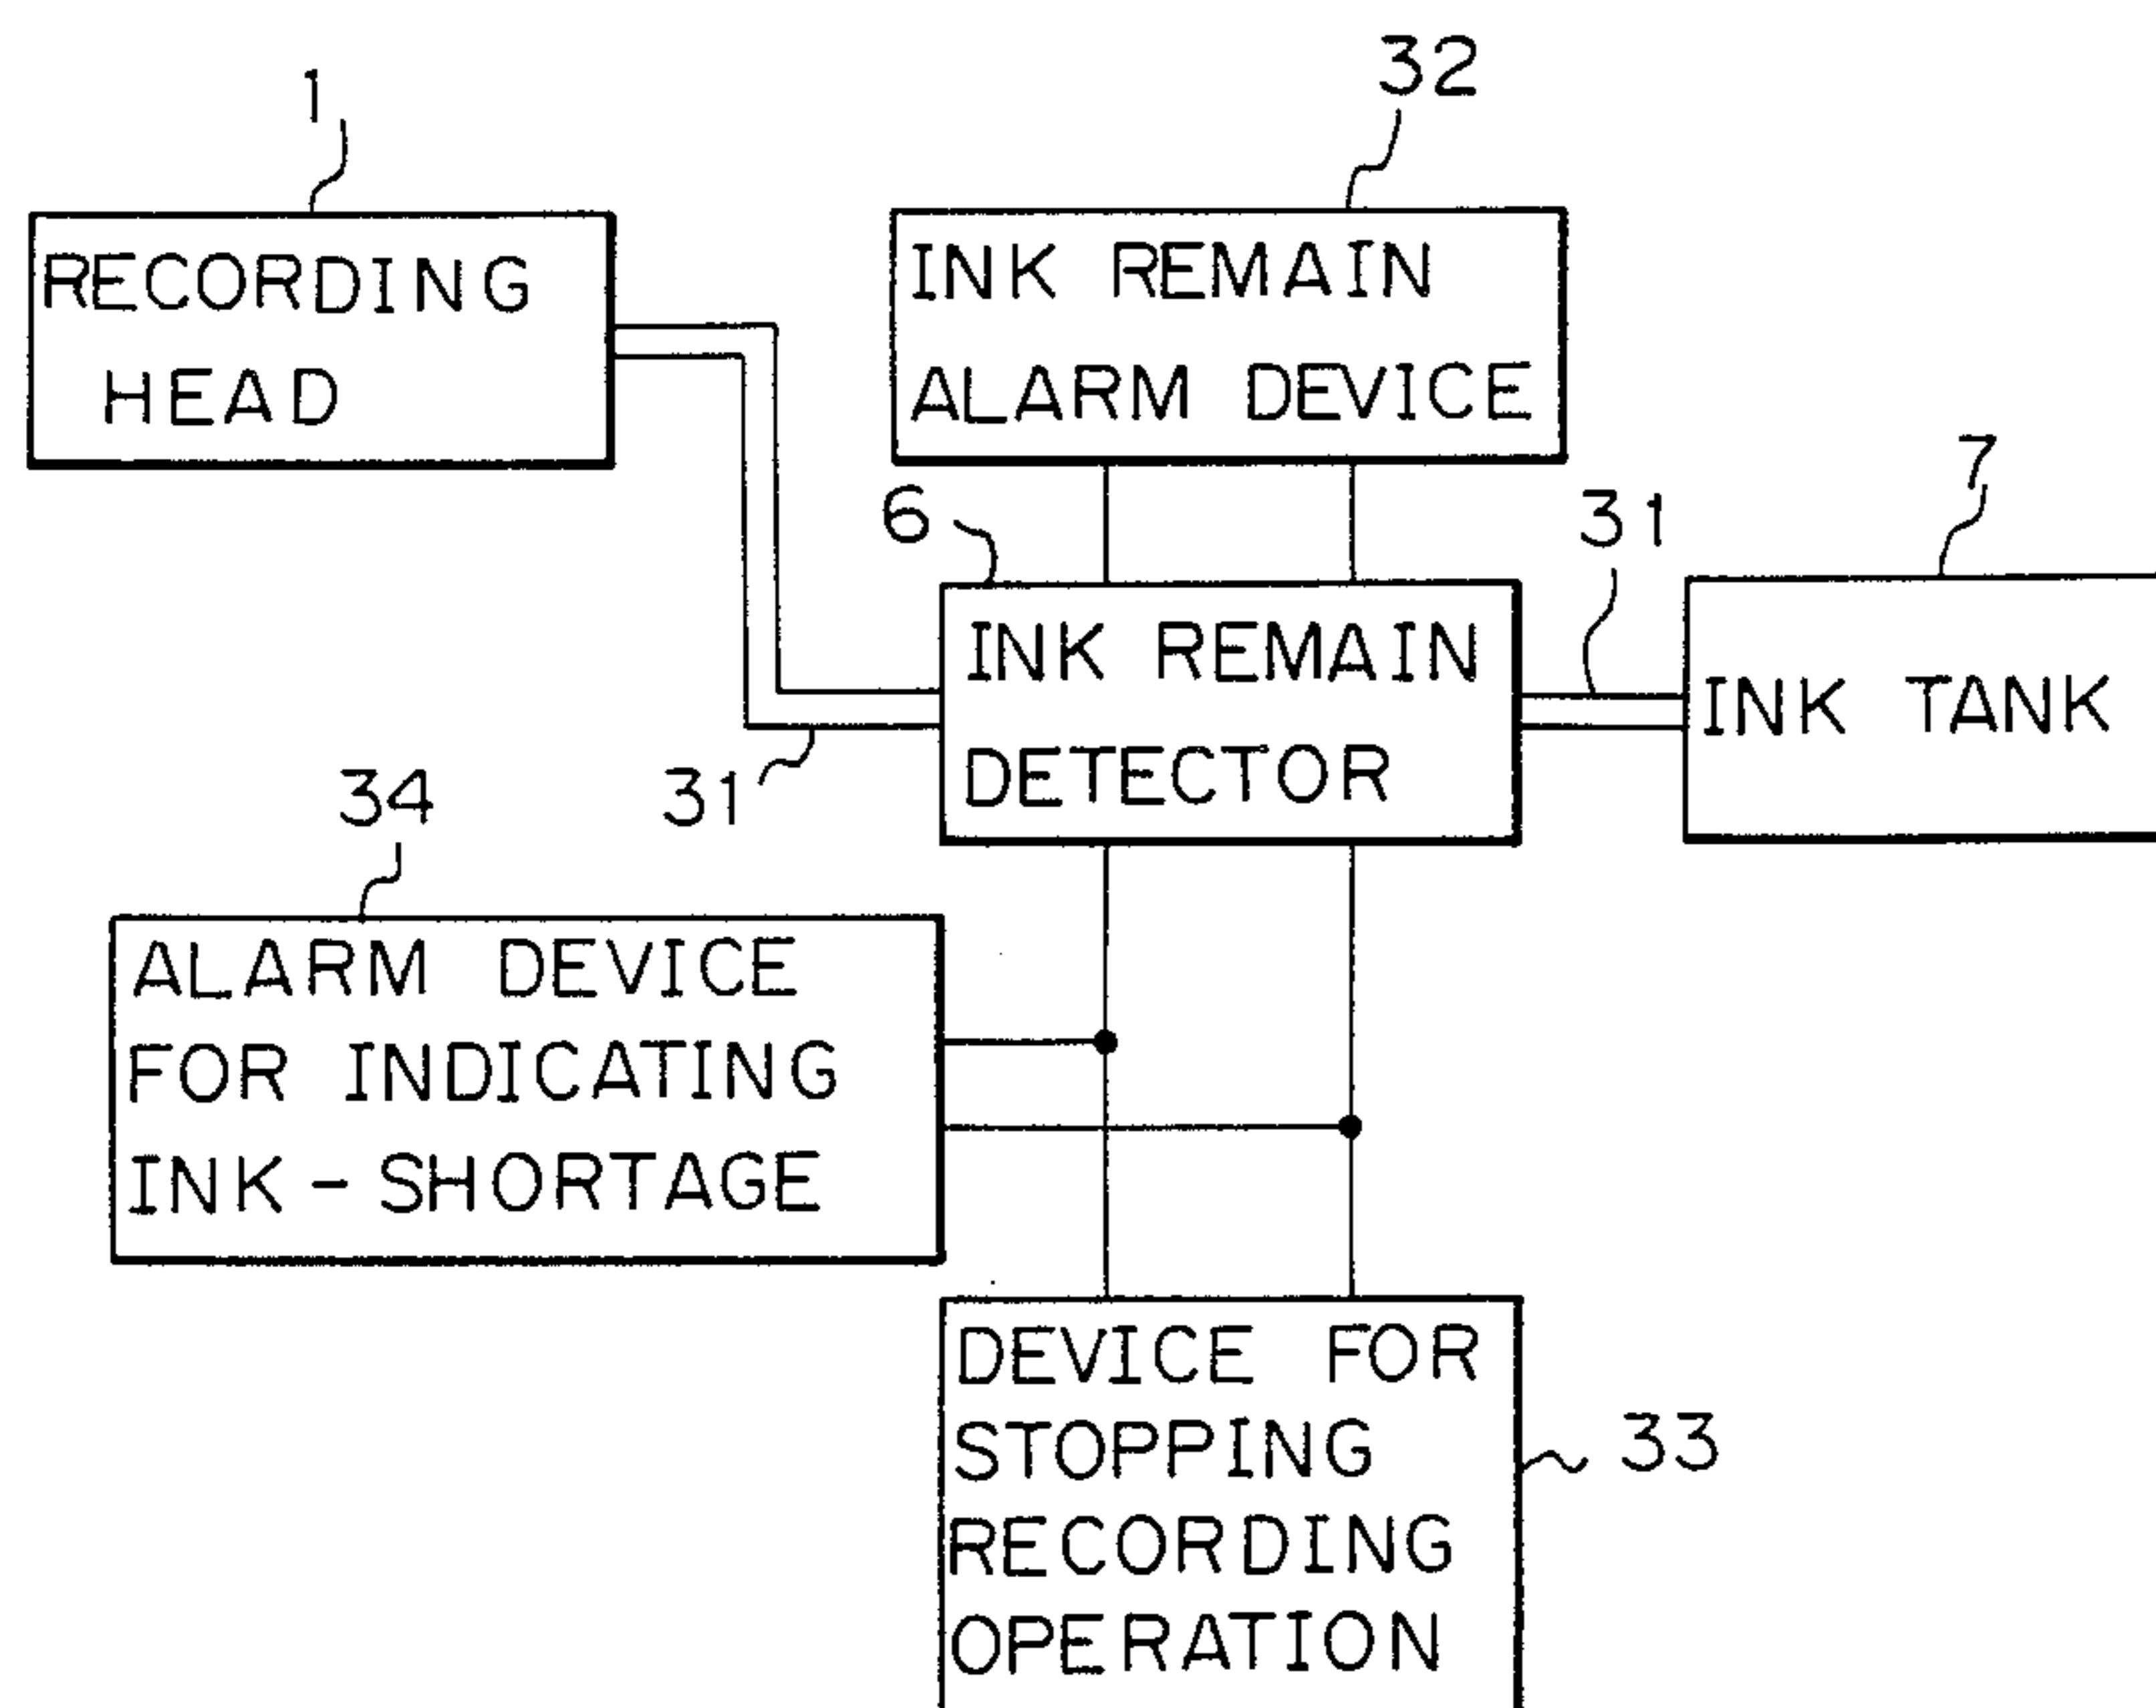 32
1
RECORDING
HEAD
INK REMAIN
ALARM DEVICE
7
6
31
INK REMAIN
DETECTOR
INK TANK
31
34
ALARM DEVICE
FOR INDICATING
INK-SHORTAGE
DEVICE FOR
STOPPING
RECORDING
OPERATION
33